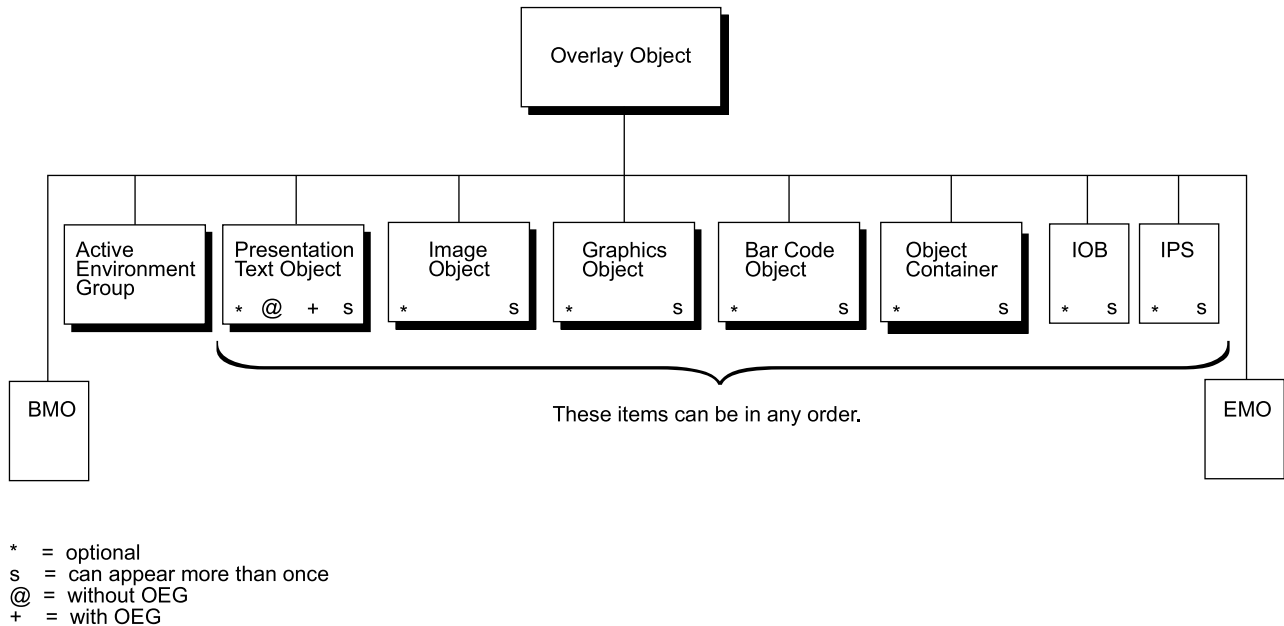 Overlay Object
Active
Environment
Group
Presentation
Text Object
* @ + s
Image
Object
* s
Graphics
Object
* s
Bar Code
Object
* s
Object
Container
* s
IOB
* s
IPS
* s
BMO
These items can be in any order.
EMO
* = optional
s = can appear more than once
@ = without OEG
+ = with OEG